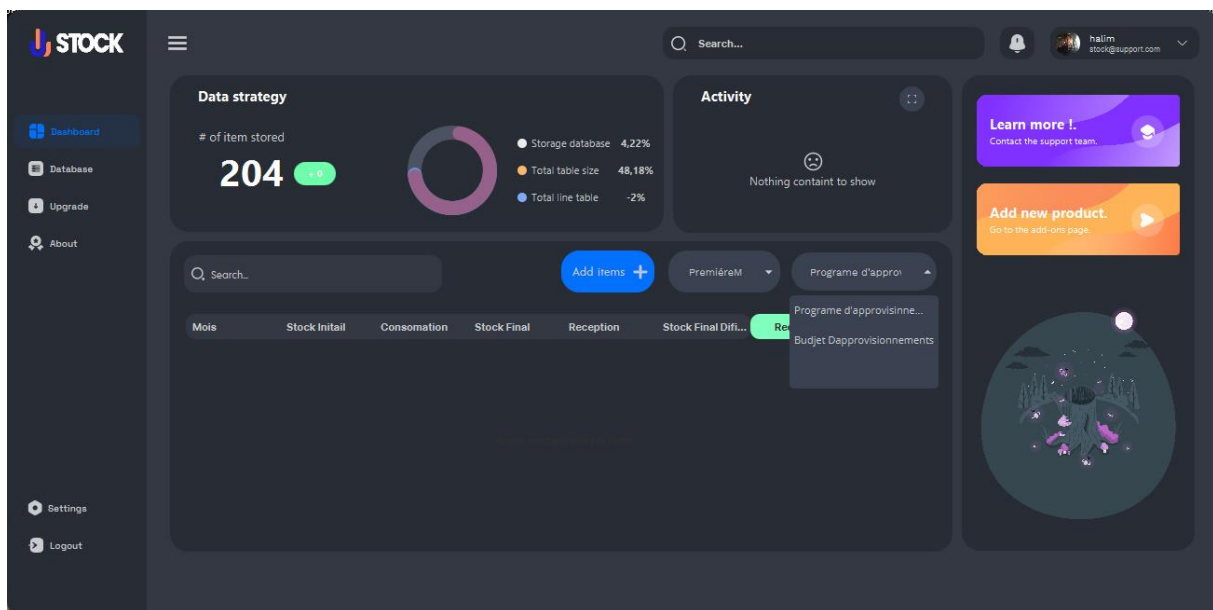 STOCK
Search...
halim
stock@support.com
Dashboard
Database
Upgrade
About
Settings
Logout
Data strategy
# of item stored
204
+ 0
Storage database 4,22%
Total table size 48,18%
Total line table -2%
Activity
Nothing containt to show
Learn more !.
Contact the support team.
Add new product.
Go to the add-ons page.
Search..
Add items
PremiéreM
Programe d'appro
Programe d'approvisinne...
Budjet Dapprovisionnements
Mois Stock Initail Consomation Stock Final Reception Stock Final Difi... Re